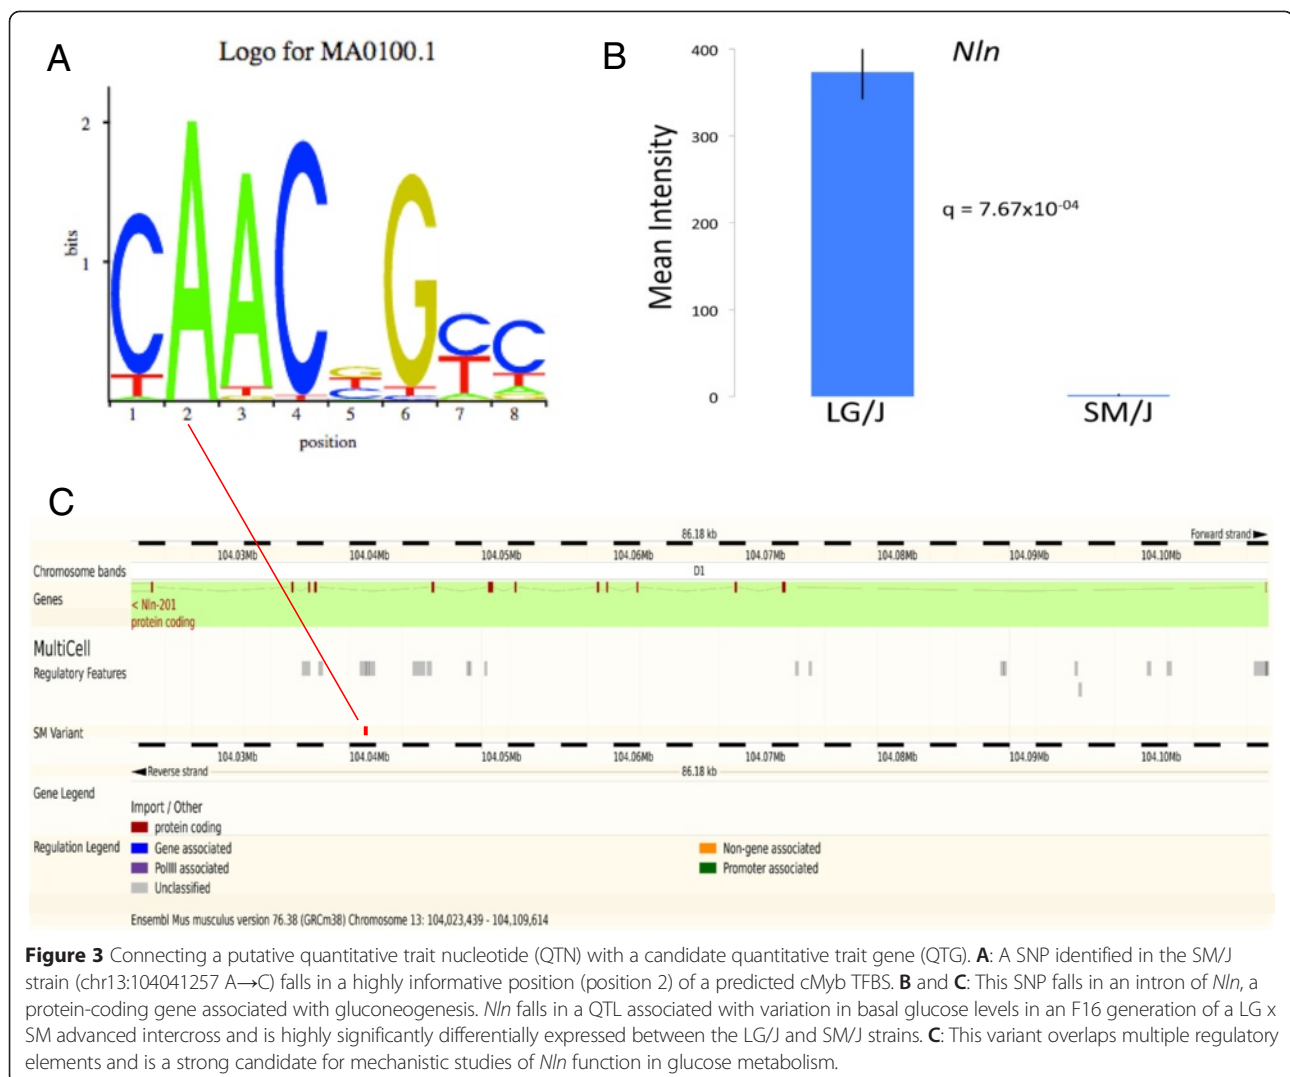 A
Logo for MA0100.1
bits
2
1
CAACGGCC
TTTTTTT
ACCCAA
G
1 2 3 4 5 6 7 8
position
B
Nln
Mean Intensity
400
300
200
100
0
q = 7.67x10-04
LG/J SM/J
C
86.18 kb Forward strand
104.03Mb 104.04Mb 104.05Mb 104.06Mb 104.07Mb 104.08Mb 104.09Mb 104.10Mb
Chromosome bands D1
Genes
< Nln-201
protein coding
MultiCell
Regulatory Features
SM Variant
104.03Mb 104.04Mb 104.05Mb 104.06Mb 104.07Mb 104.08Mb 104.09Mb 104.10Mb
Reverse strand 86.18 kb
Gene Legend
Import / Other
protein coding
Regulation Legend Gene associated Non-gene associated
PolIII associated Promoter associated
Unclassified
Ensembl Mus musculus version 76.38 (GRCm38) Chromosome 13: 104,023,439 - 104,109,614
Figure 3 Connecting a putative quantitative trait nucleotide (QTN) with a candidate quantitative trait gene (QTG). A: A SNP identified in the SM/J
strain (chr13:104041257 A→C) falls in a highly informative position (position 2) of a predicted cMyb TFBS. B and C: This SNP falls in an intron of Nln, a
protein-coding gene associated with gluconeogenesis. Nln falls in a QTL associated with variation in basal glucose levels in an F16 generation of a LG x
SM advanced intercross and is highly significantly differentially expressed between the LG/J and SM/J strains. C: This variant overlaps multiple regulatory
elements and is a strong candidate for mechanistic studies of Nln function in glucose metabolism.